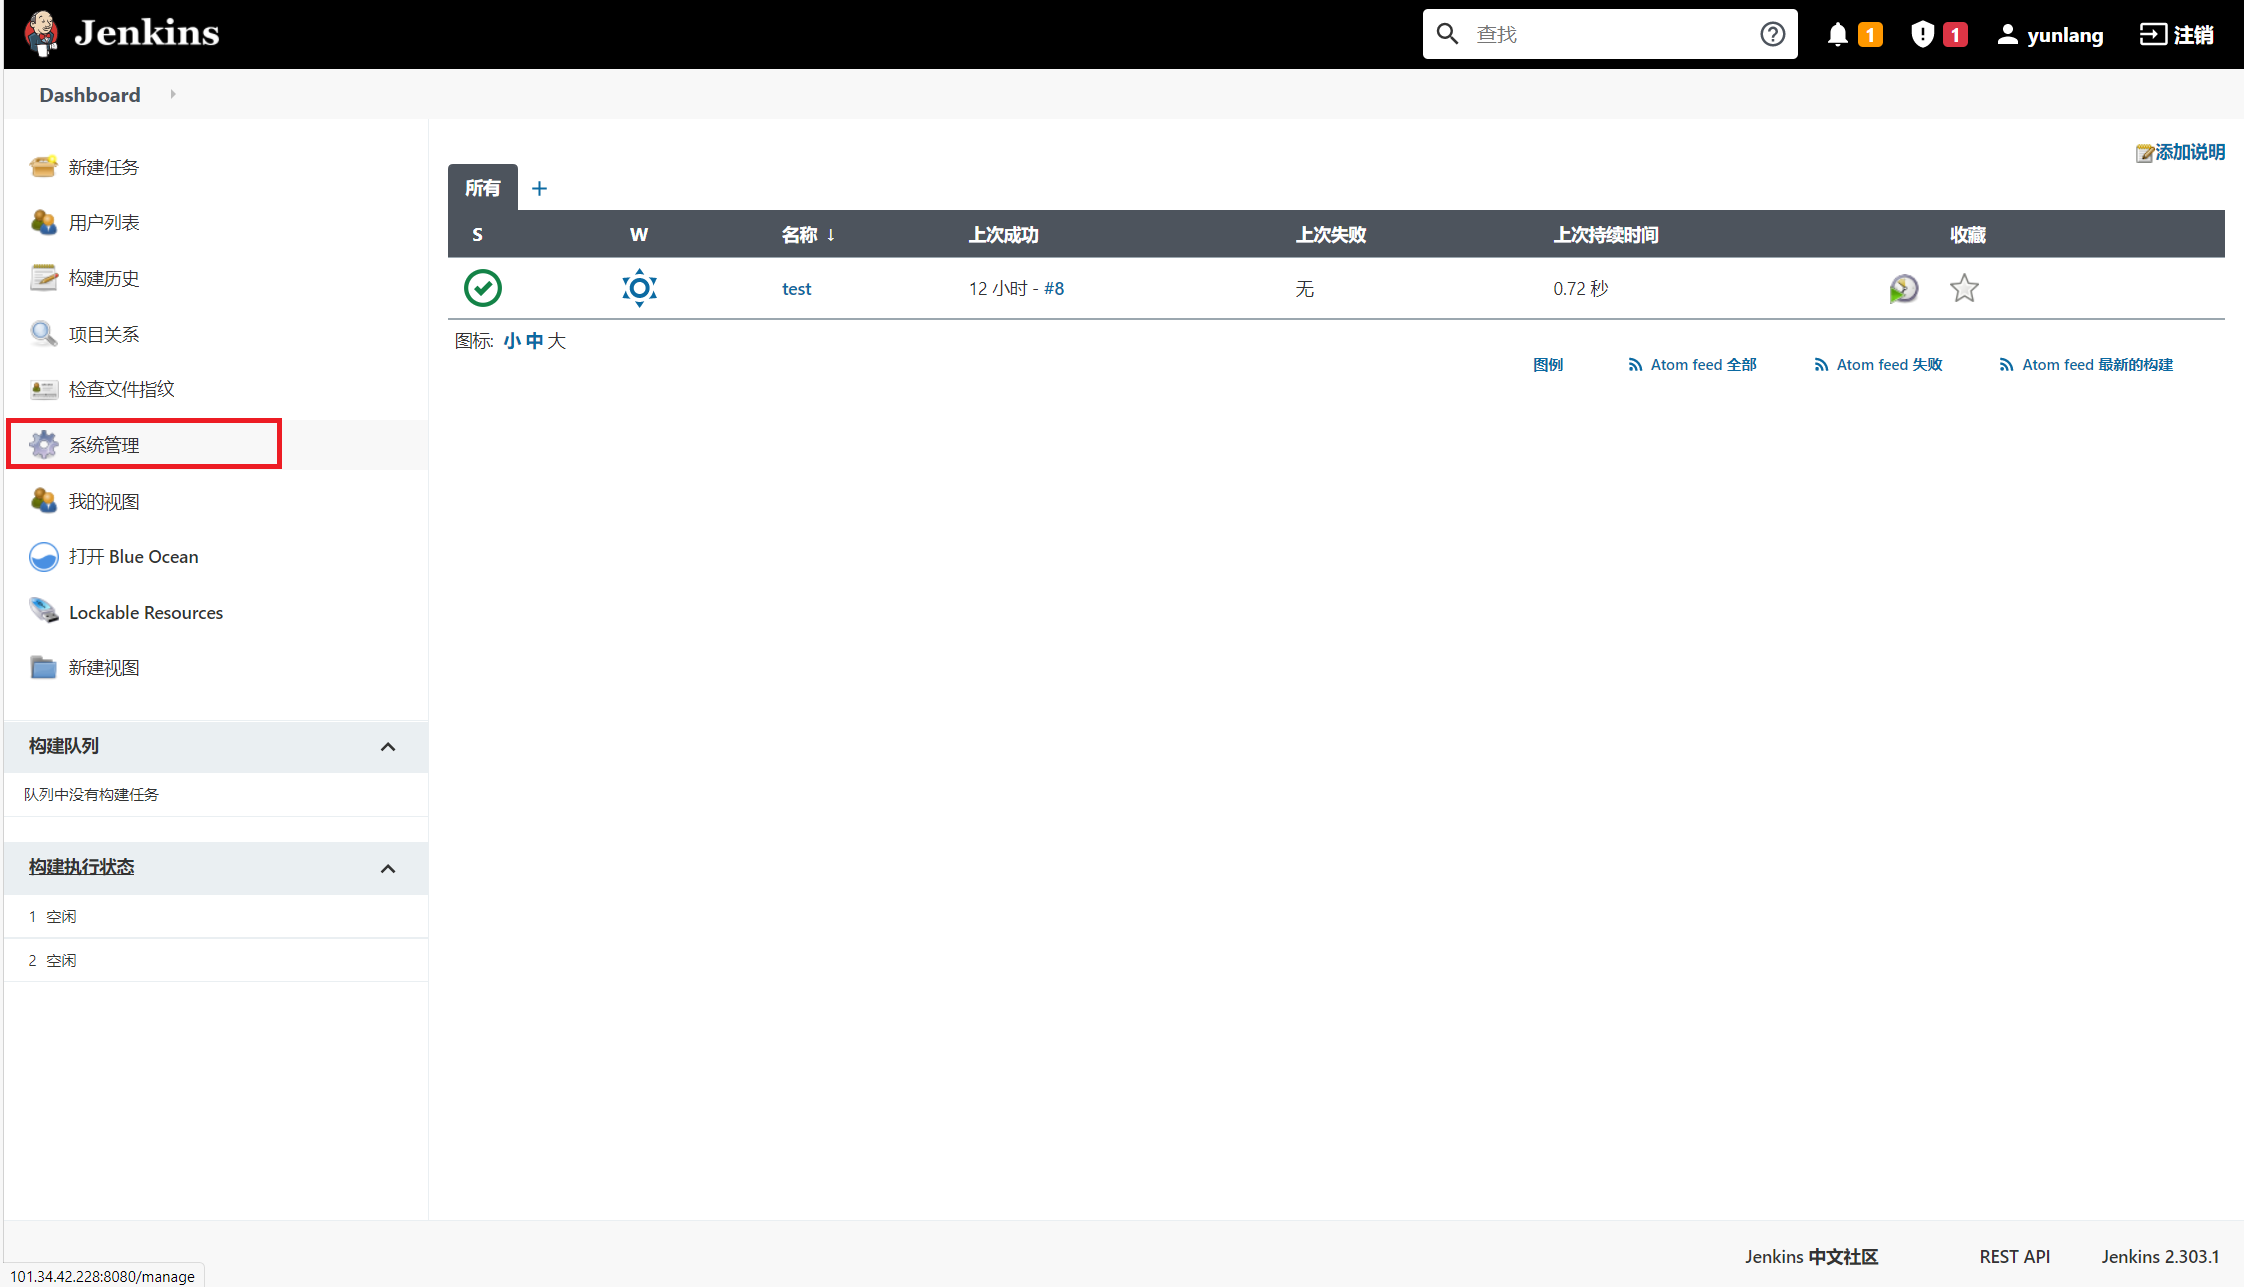 Jenkins
查找
1
1
yunlang
注销
Dashboard
新建任务
用户列表
构建历史
项目关系
检查文件指纹
系统管理
我的视图
打开 Blue Ocean
Lockable Resources
新建视图
构建队列
队列中没有构建任务
构建执行状态
1 空闲
2 空闲
添加说明
所有 +
S W 名称 ↓ 上次成功 上次失败 上次持续时间 收藏
test 12 小时 - #8 无 0.72 秒
图标: 小 中 大
图例 Atom feed 全部 Atom feed 失败 Atom feed 最新的构建
Jenkins 中文社区 REST API Jenkins 2.303.1
101.34.42.228:8080/manage